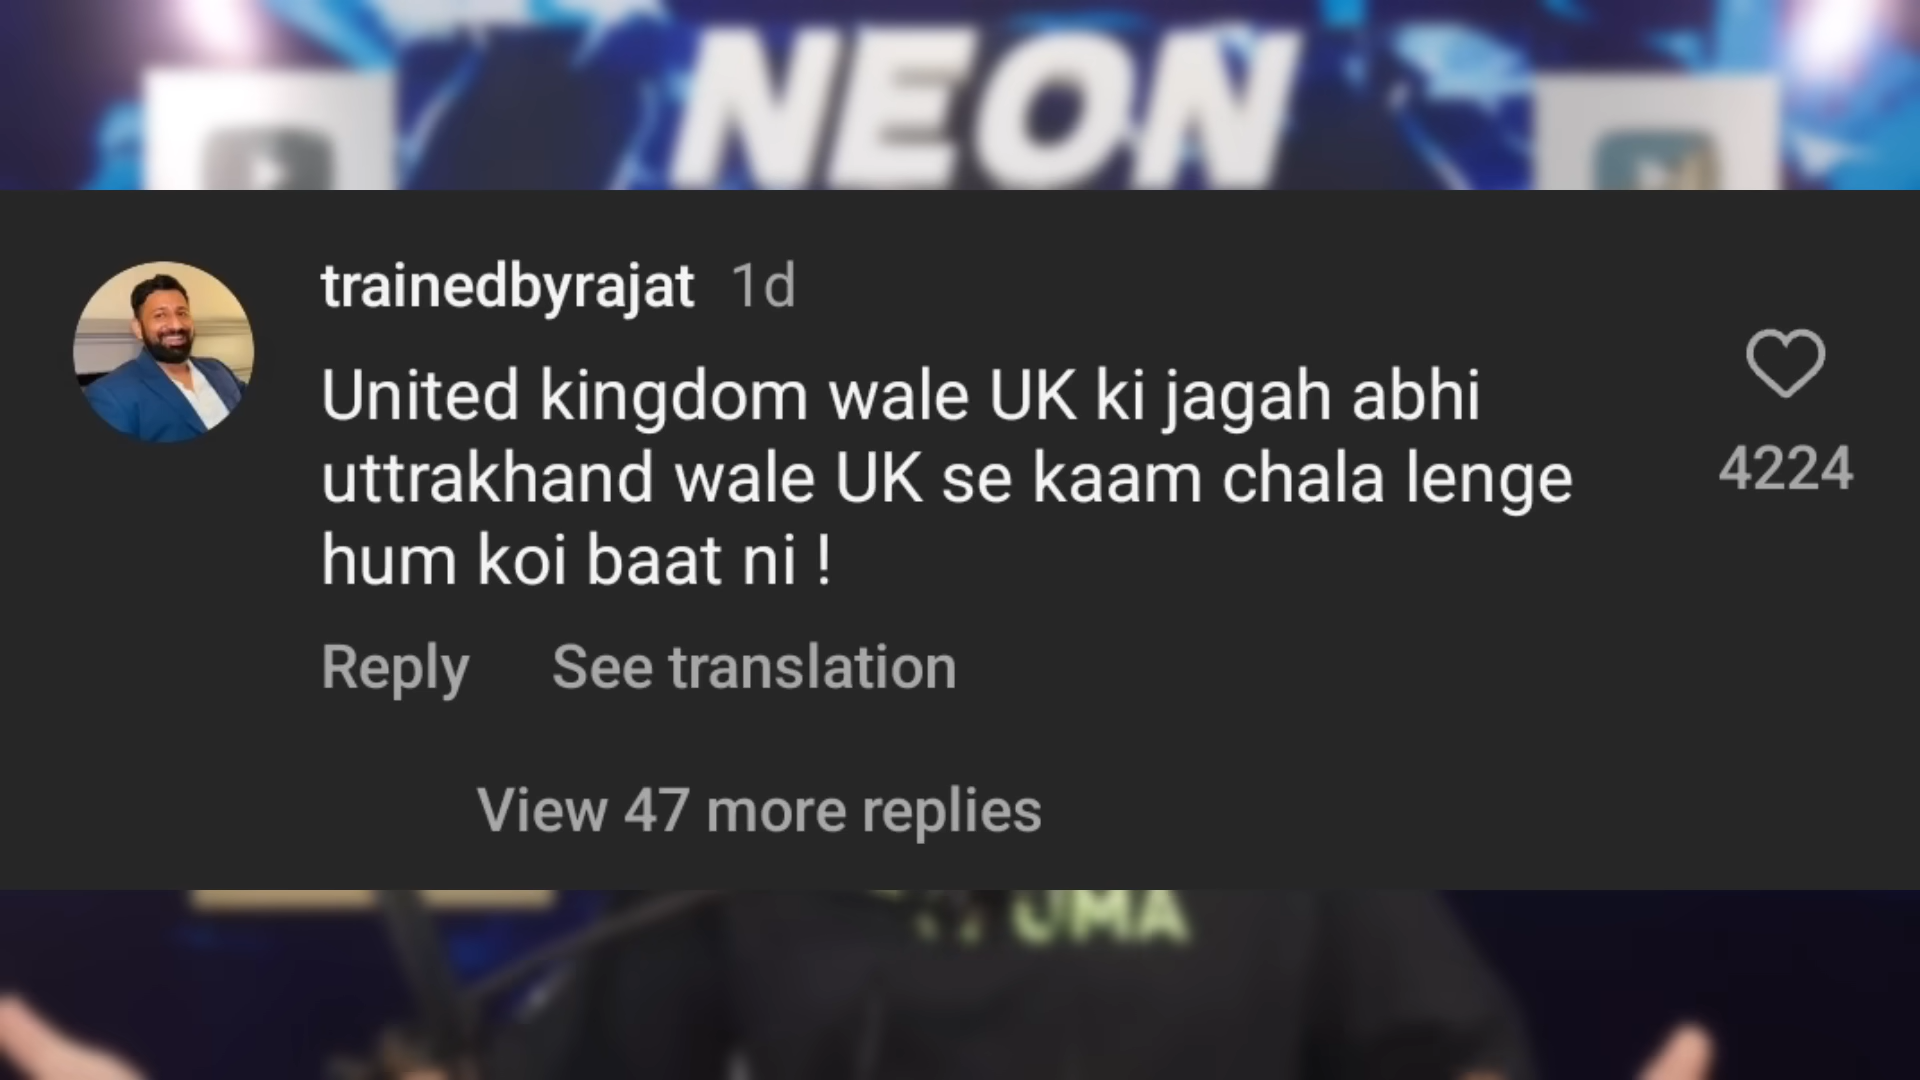 NEON
trainedbyrajat 1d
United kingdom wale UK ki jagah abhi
uttrakhand wale UK se kaam chala lenge
hum koi baat ni !
4224
Reply See translation
View 47 more replies